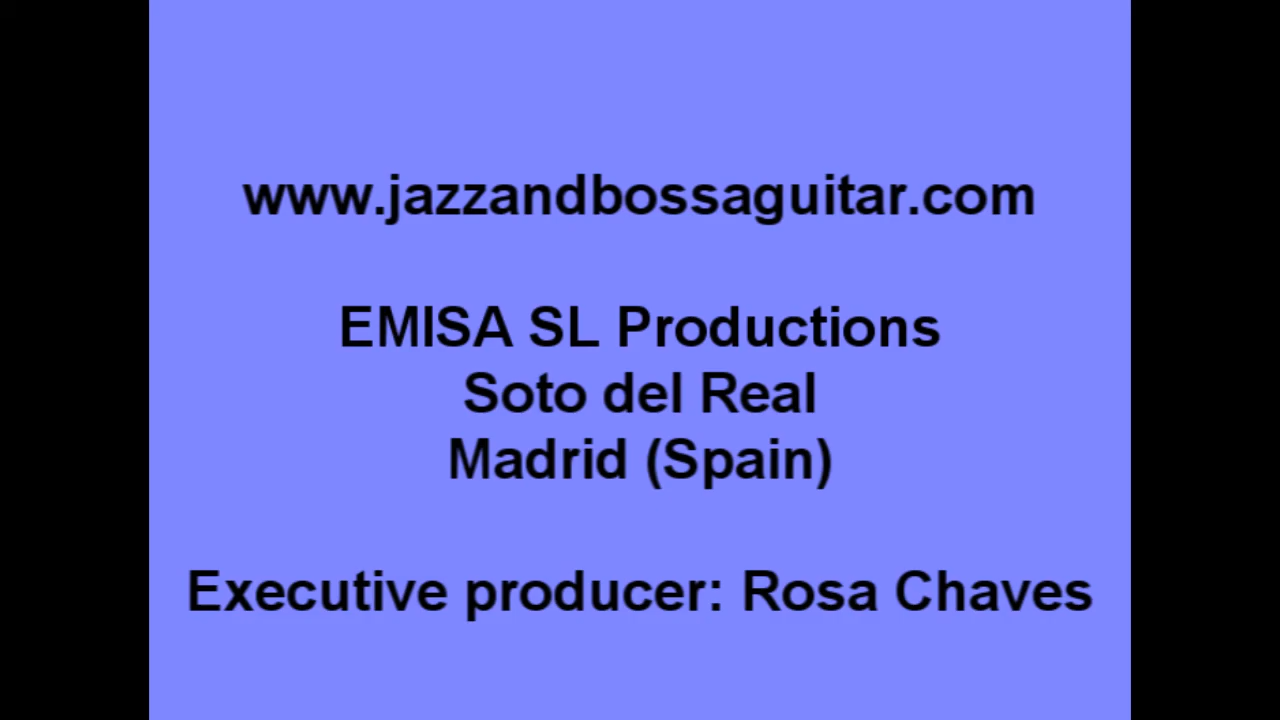 www.jazzandbossaguitar.com
EMISA SL Productions
Soto del Real
Madrid (Spain)
Executive producer: Rosa Chaves